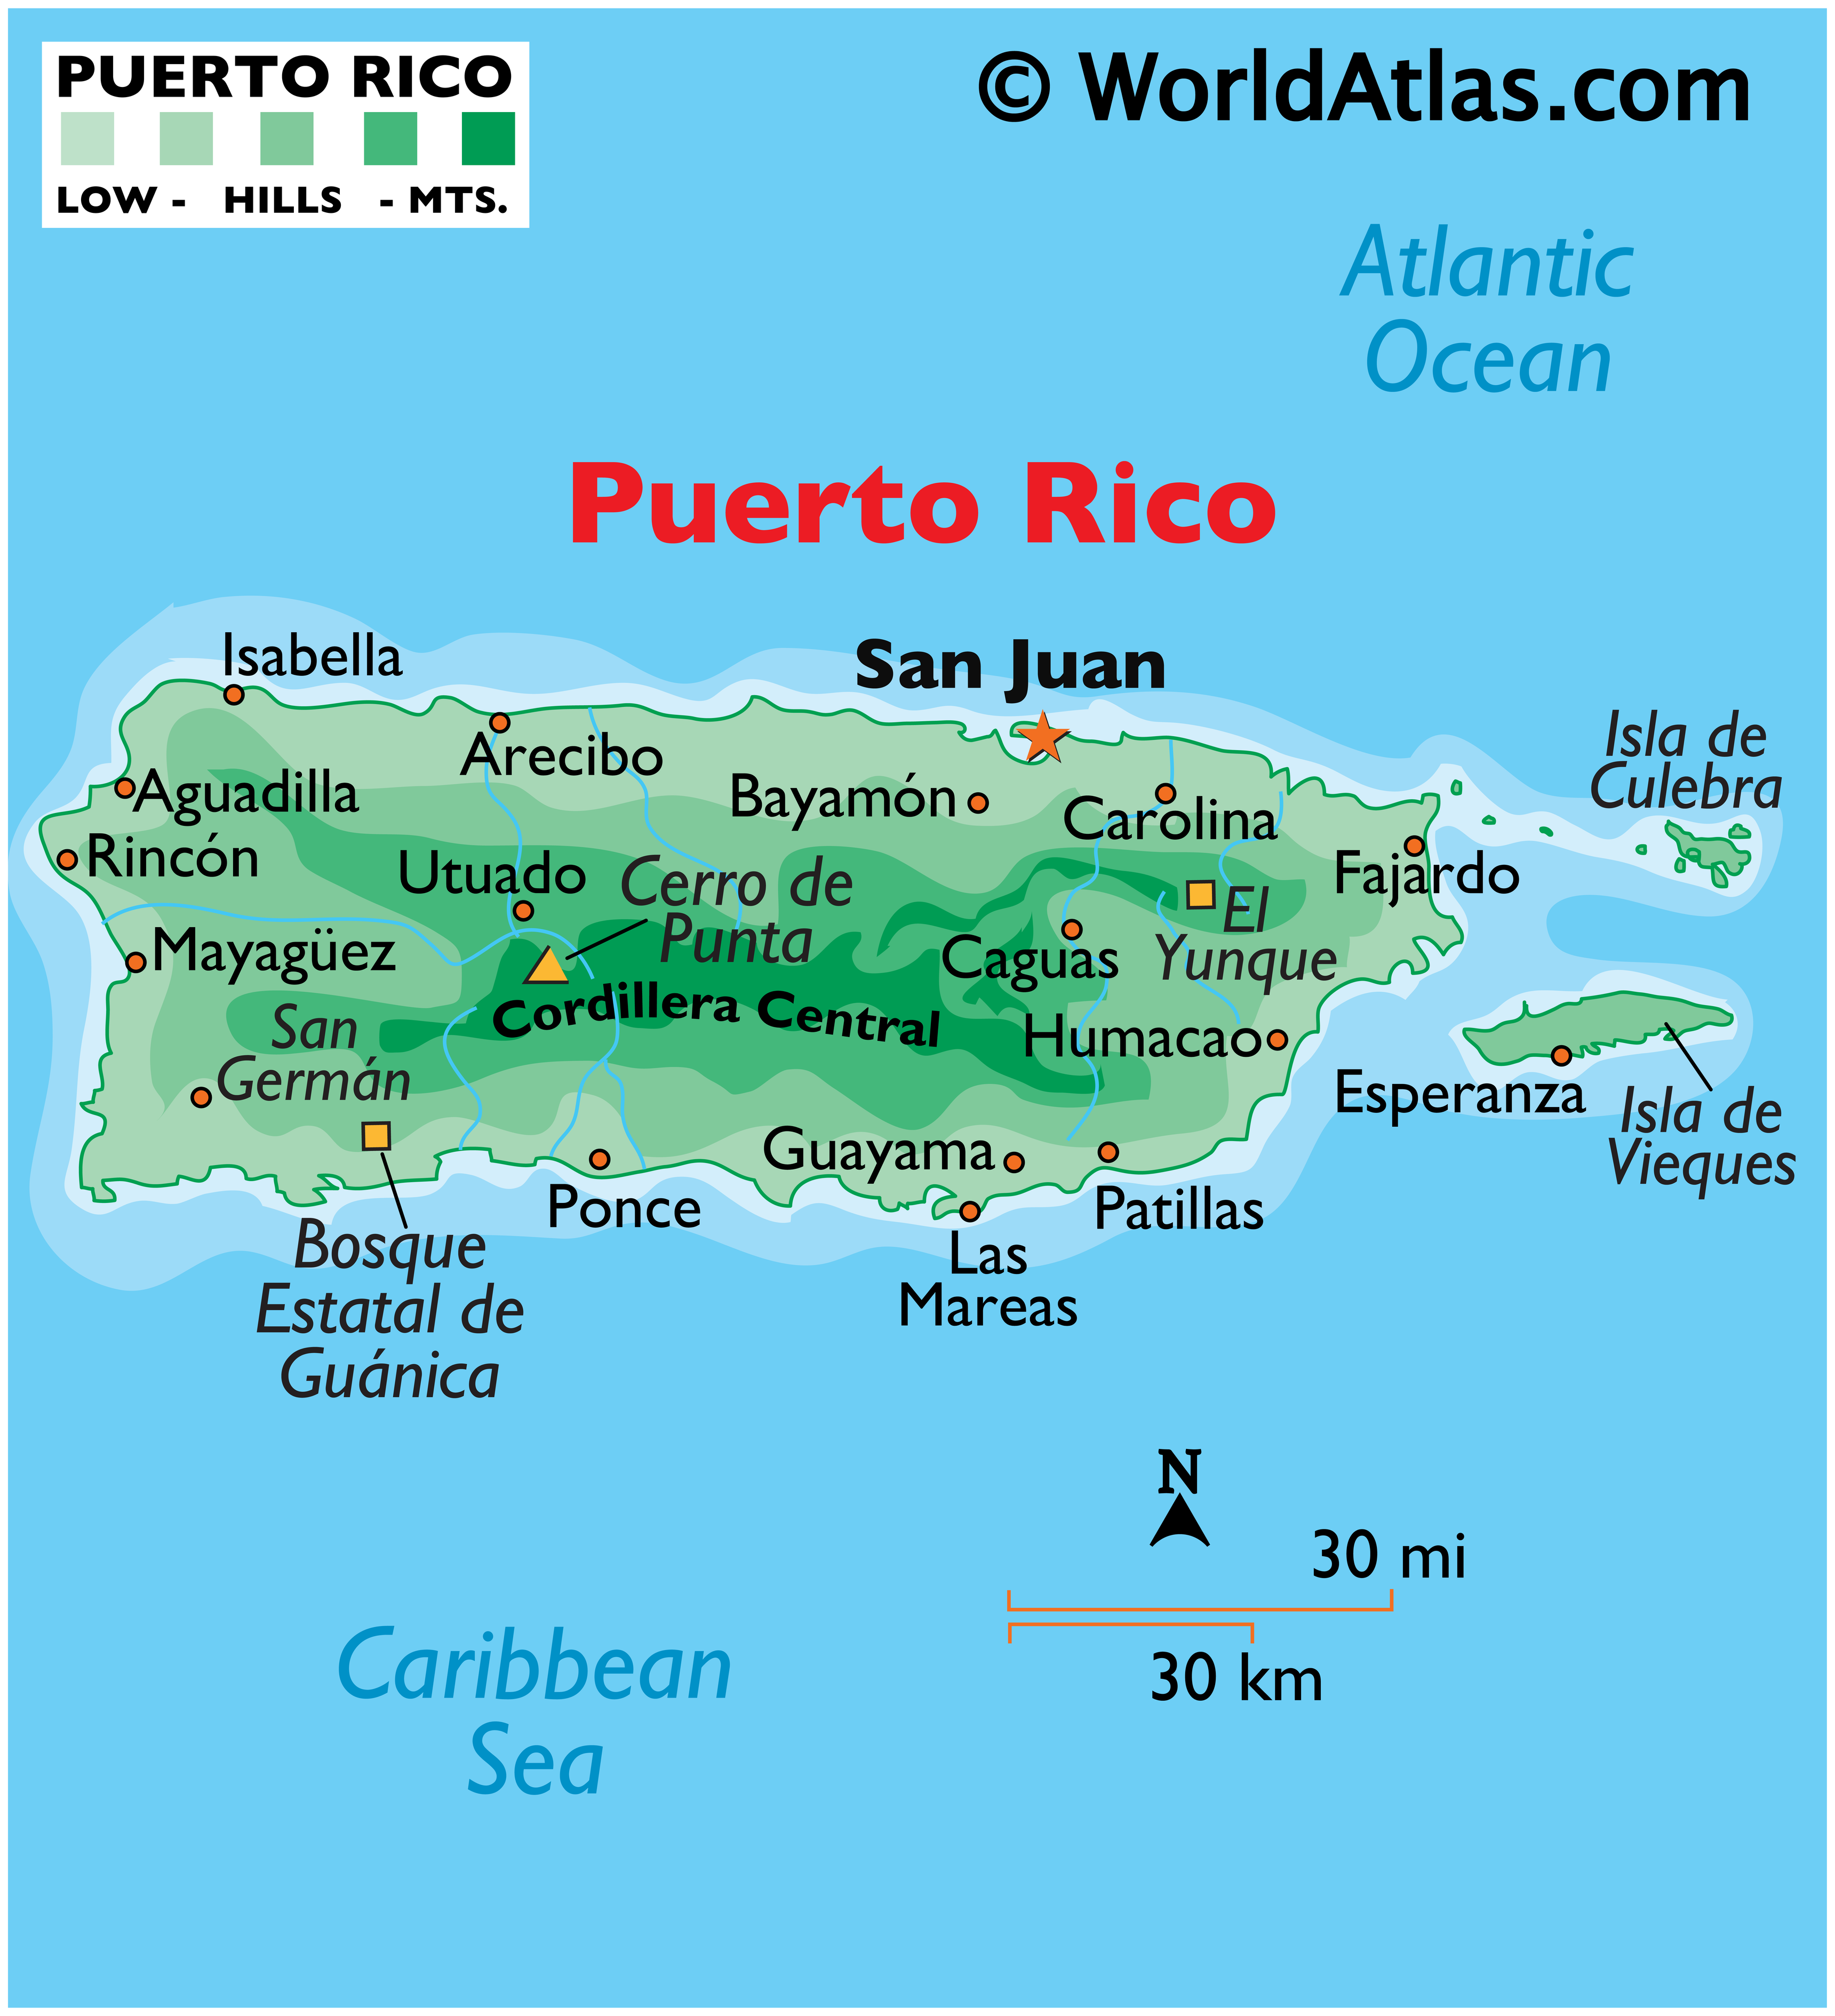 PUERTO RICO
LOW - HILLS - MTS.
© WorldAtlas.com
Atlantic
Ocean
Puerto Rico
Isabella
San Juan
Arecibo
Isla de
Culebra
Aguadilla
Bayamón
Carolina
Rincón
Utuado
Cerro de
Punta
Fajardo
El
Yunque
Mayagüez
Caguas
Cordillera Central
San
Germán
Humacao
Esperanza
Isla de
Vieques
Guayama
Ponce
Patillas
Las
Mareas
Bosque
Estatal de
Guánica
N
30 mi
30 km
Caribbean
Sea